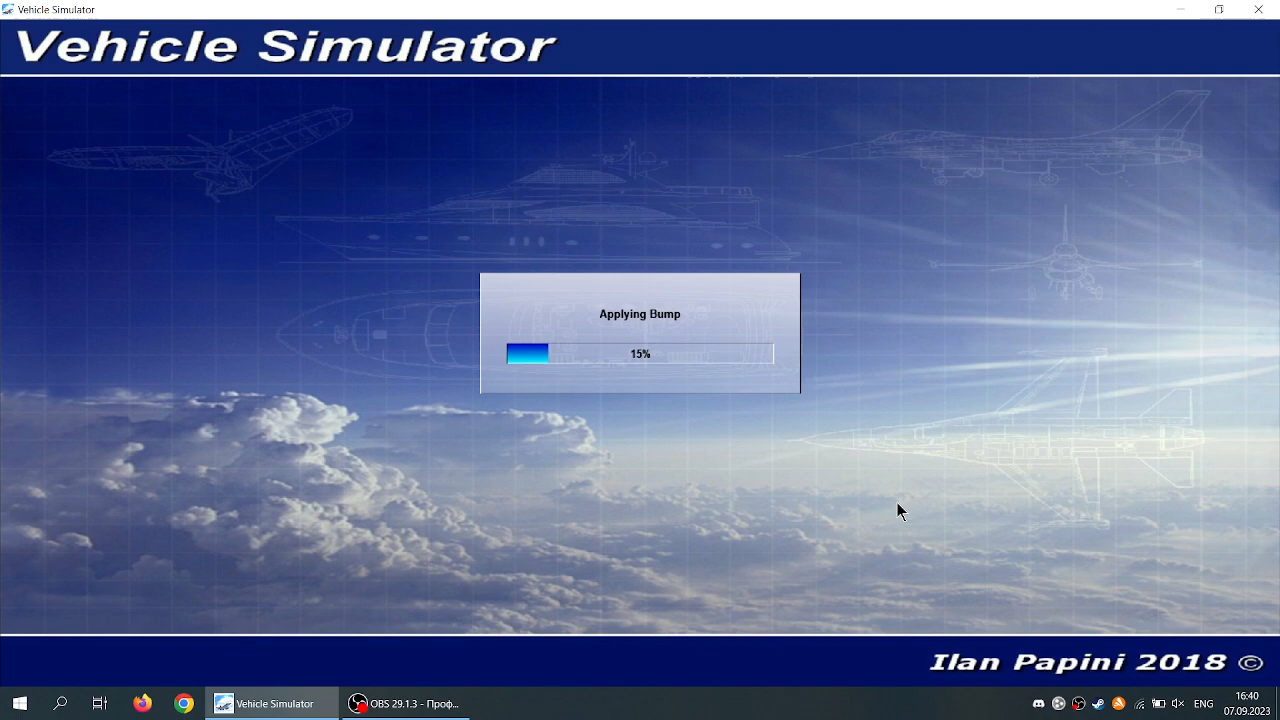 Vehicle Simulator
Vehicle Simulator
Applying Bump
15%
Ilan Papini 2018 ©
Vehicle Simulator
OBS 29.1.3 - Проф...
ENG
16:40
07.09.2023